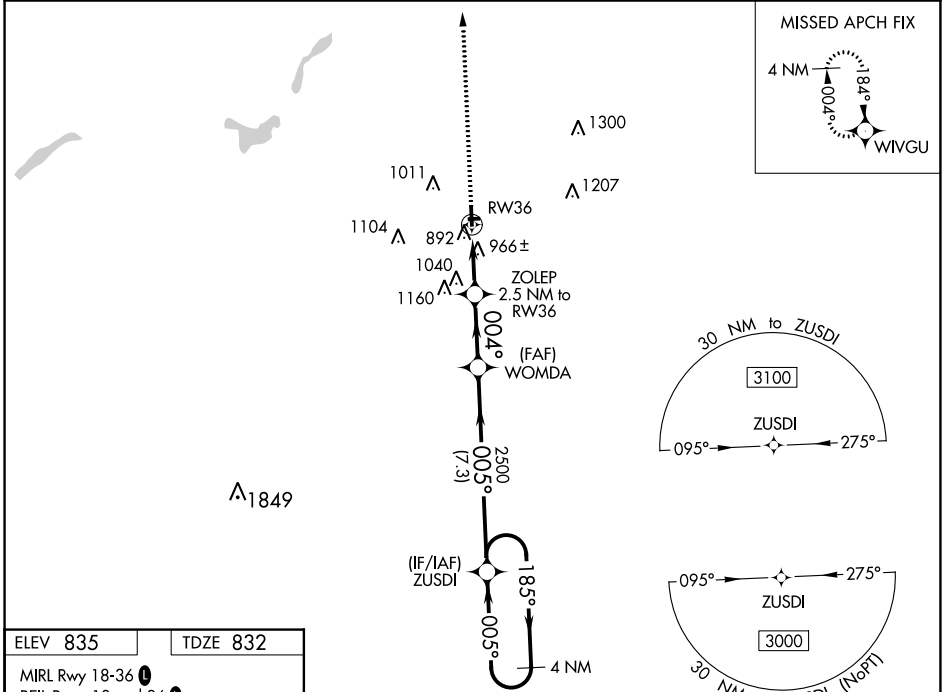 MISSED APCH FIX
4 NM
004°
184°
WIVGU
1300
1011
1207
RW36
1104
892
966±
1040
1160
ZOLEP
2.5 NM to
RW36
004°
(FAF)
WOMDA
30 NM to ZUSDI
3100
ZUSDI
095°
275°
2500
005°
(7.3)
1849
(IF/IAF)
ZUSDI
185°
005°
4 NM
095°
275°
ZUSDI
3000
30 NM (NoPT)
ELEV 835
TDZE 832
MIRL Rwy 18-36 L